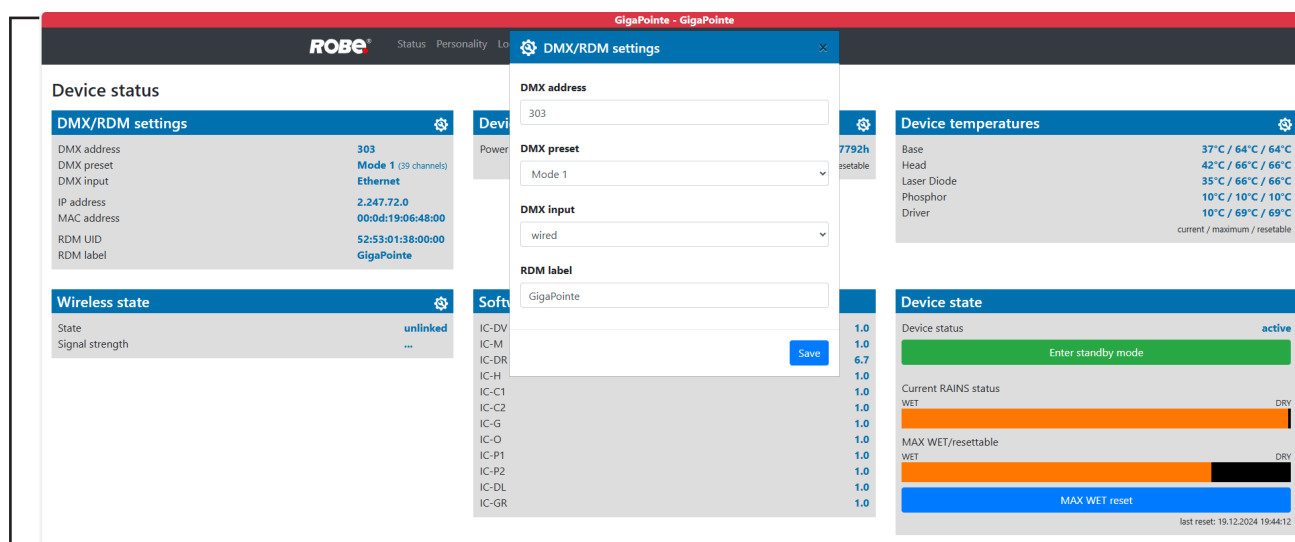 GigaPointe - GigaPointe
ROBE® Status Personality Lo
DMX/RDM settings ×
DMX address
303
DMX preset
Mode 1
DMX input
wired
RDM label
GigaPointe
Save
Device status
DMX/RDM settings
DMX address 303
DMX preset Mode 1 (39 channels)
DMX input Ethernet
IP address 2.247.72.0
MAC address 00:0d:19:06:48:00
RDM UID 52:53:01:38:00:00
RDM label GigaPointe
Devi
Power 7792h
esetable
Device temperatures
Base 37°C / 64°C / 64°C
Head 42°C / 66°C / 66°C
Laser Diode 35°C / 66°C / 66°C
Phosphor 10°C / 10°C / 10°C
Driver 10°C / 69°C / 69°C
current / maximum / resetable
Wireless state
State unlinked
Signal strength ...
Softw
IC-DV 1.0
IC-M 1.0
IC-DR 6.7
IC-H 1.0
IC-C1 1.0
IC-C2 1.0
IC-G 1.0
IC-O 1.0
IC-P1 1.0
IC-P2 1.0
IC-DL 1.0
IC-GR 1.0
Device state
Device status active
Enter standby mode
Current RAINS status
WET DRY
MAX WET/resettable
WET DRY
MAX WET reset
last reset: 19.12.2024 19:44:12